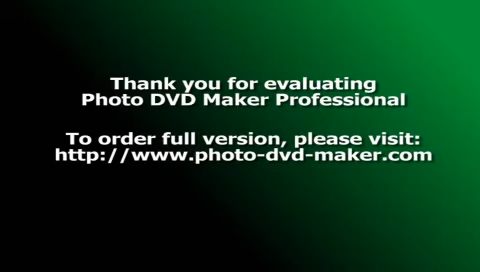 Thank you for evaluating
Photo DVD Maker Professional
To order full version, please visit:
http://www.photo-dvd-maker.com